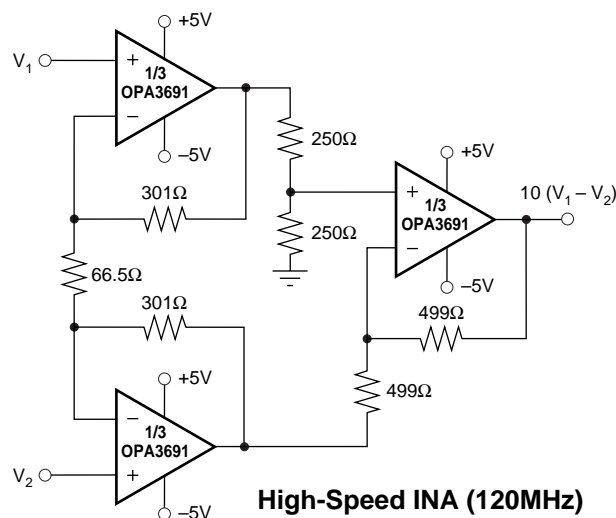 +5V
V1
+
1/3
OPA3691
−
−5V
250Ω
301Ω
+5V
10 (V1 – V2)
+
1/3
OPA3691
−
250Ω
66.5Ω
−5V
301Ω
499Ω
+5V
499Ω
−
1/3
OPA3691
+
V2
−5V
High-Speed INA (120MHz)